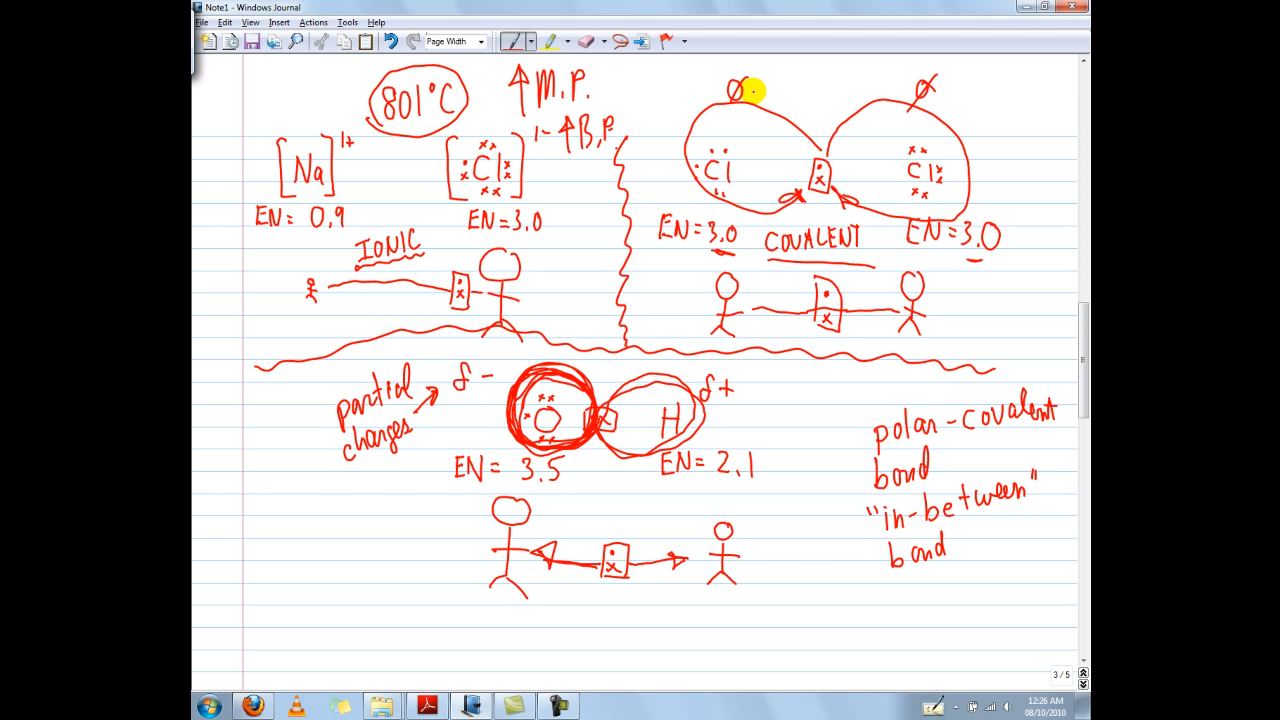 Note1 - Windows Journal
File Edit View Insert Actions Tools Help
Page Width
801°C
↑ M.P.
↑ B.P.
[Na] 1+
[Cl] 1-
EN = 0.9
EN = 3.0
IONIC
Ø
Ø
Cl
Cl
EN = 3.0
COVALENT
EN = 3.0
partial
charges
δ-
O
H
δ+
EN = 3.5
EN = 2.1
polar-covalent
bond
"in-between"
bond
3 / 5
12:26 AM
08/10/2010